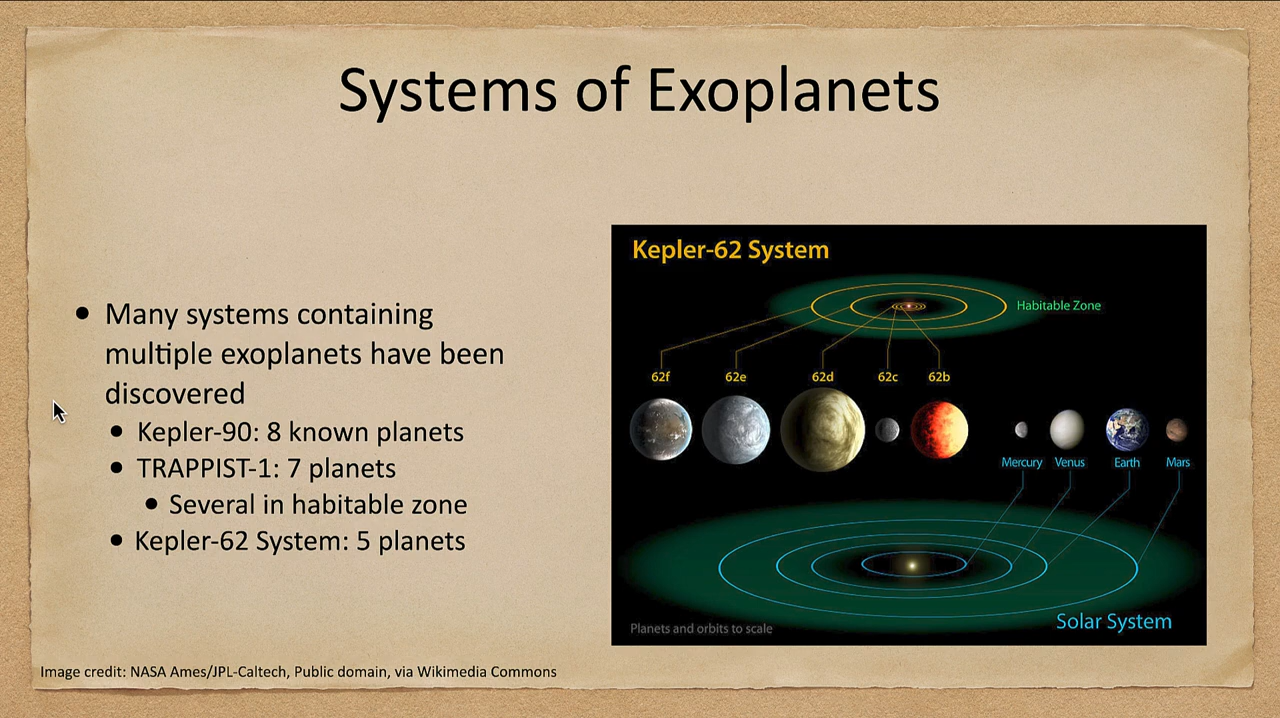 Systems of Exoplanets
• Many systems containing
multiple exoplanets have been
discovered
• Kepler-90: 8 known planets
• TRAPPIST-1: 7 planets
• Several in habitable zone
• Kepler-62 System: 5 planets
Kepler-62 System
Habitable Zone
62f 62e 62d 62c 62b
Mercury Venus Earth Mars
Solar System
Planets and orbits to scale
Image credit: NASA Ames/JPL-Caltech, Public domain, via Wikimedia Commons